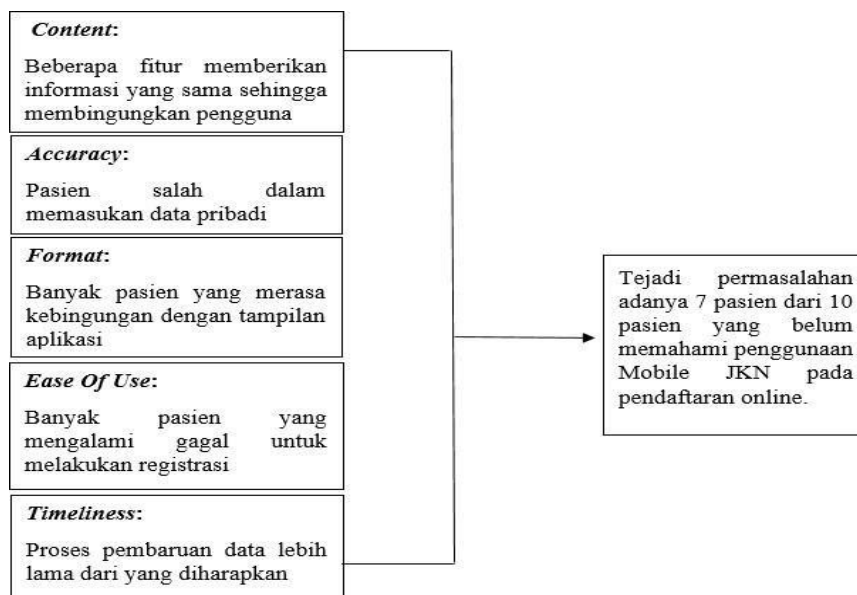 Content:
Beberapa fitur memberikan
informasi yang sama sehingga
membingungkan pengguna
Accuracy:
Pasien salah dalam
memasukan data pribadi
Format:
Banyak pasien yang merasa
kebingungan dengan tampilan
aplikasi
Ease Of Use:
Banyak pasien yang
mengalami gagal untuk
melakukan registrasi
Timeliness:
Proses pembaruan data lebih
lama dari yang diharapkan
Tejadi permasalahan
adanya 7 pasien dari 10
pasien yang belum
memahami penggunaan
Mobile JKN pada
pendaftaran online.